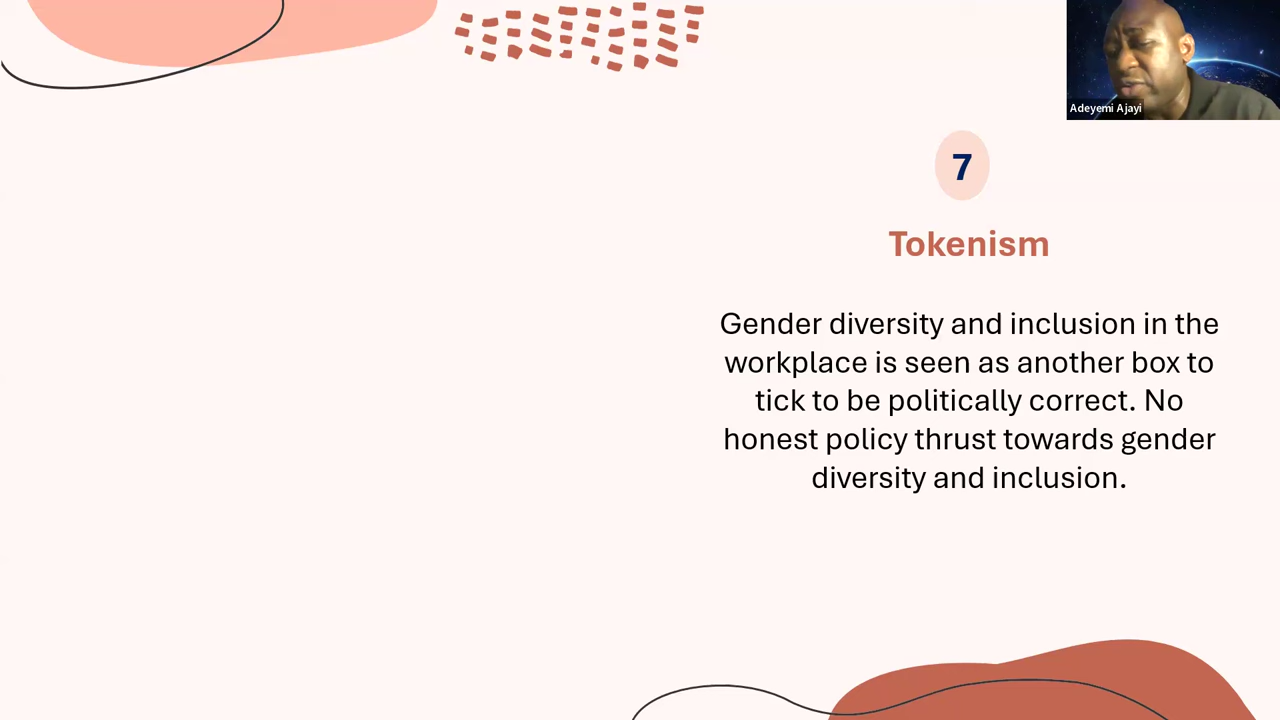 Adeyemi Ajayi
7
Tokenism
Gender diversity and inclusion in the
workplace is seen as another box to
tick to be politically correct. No
honest policy thrust towards gender
diversity and inclusion.